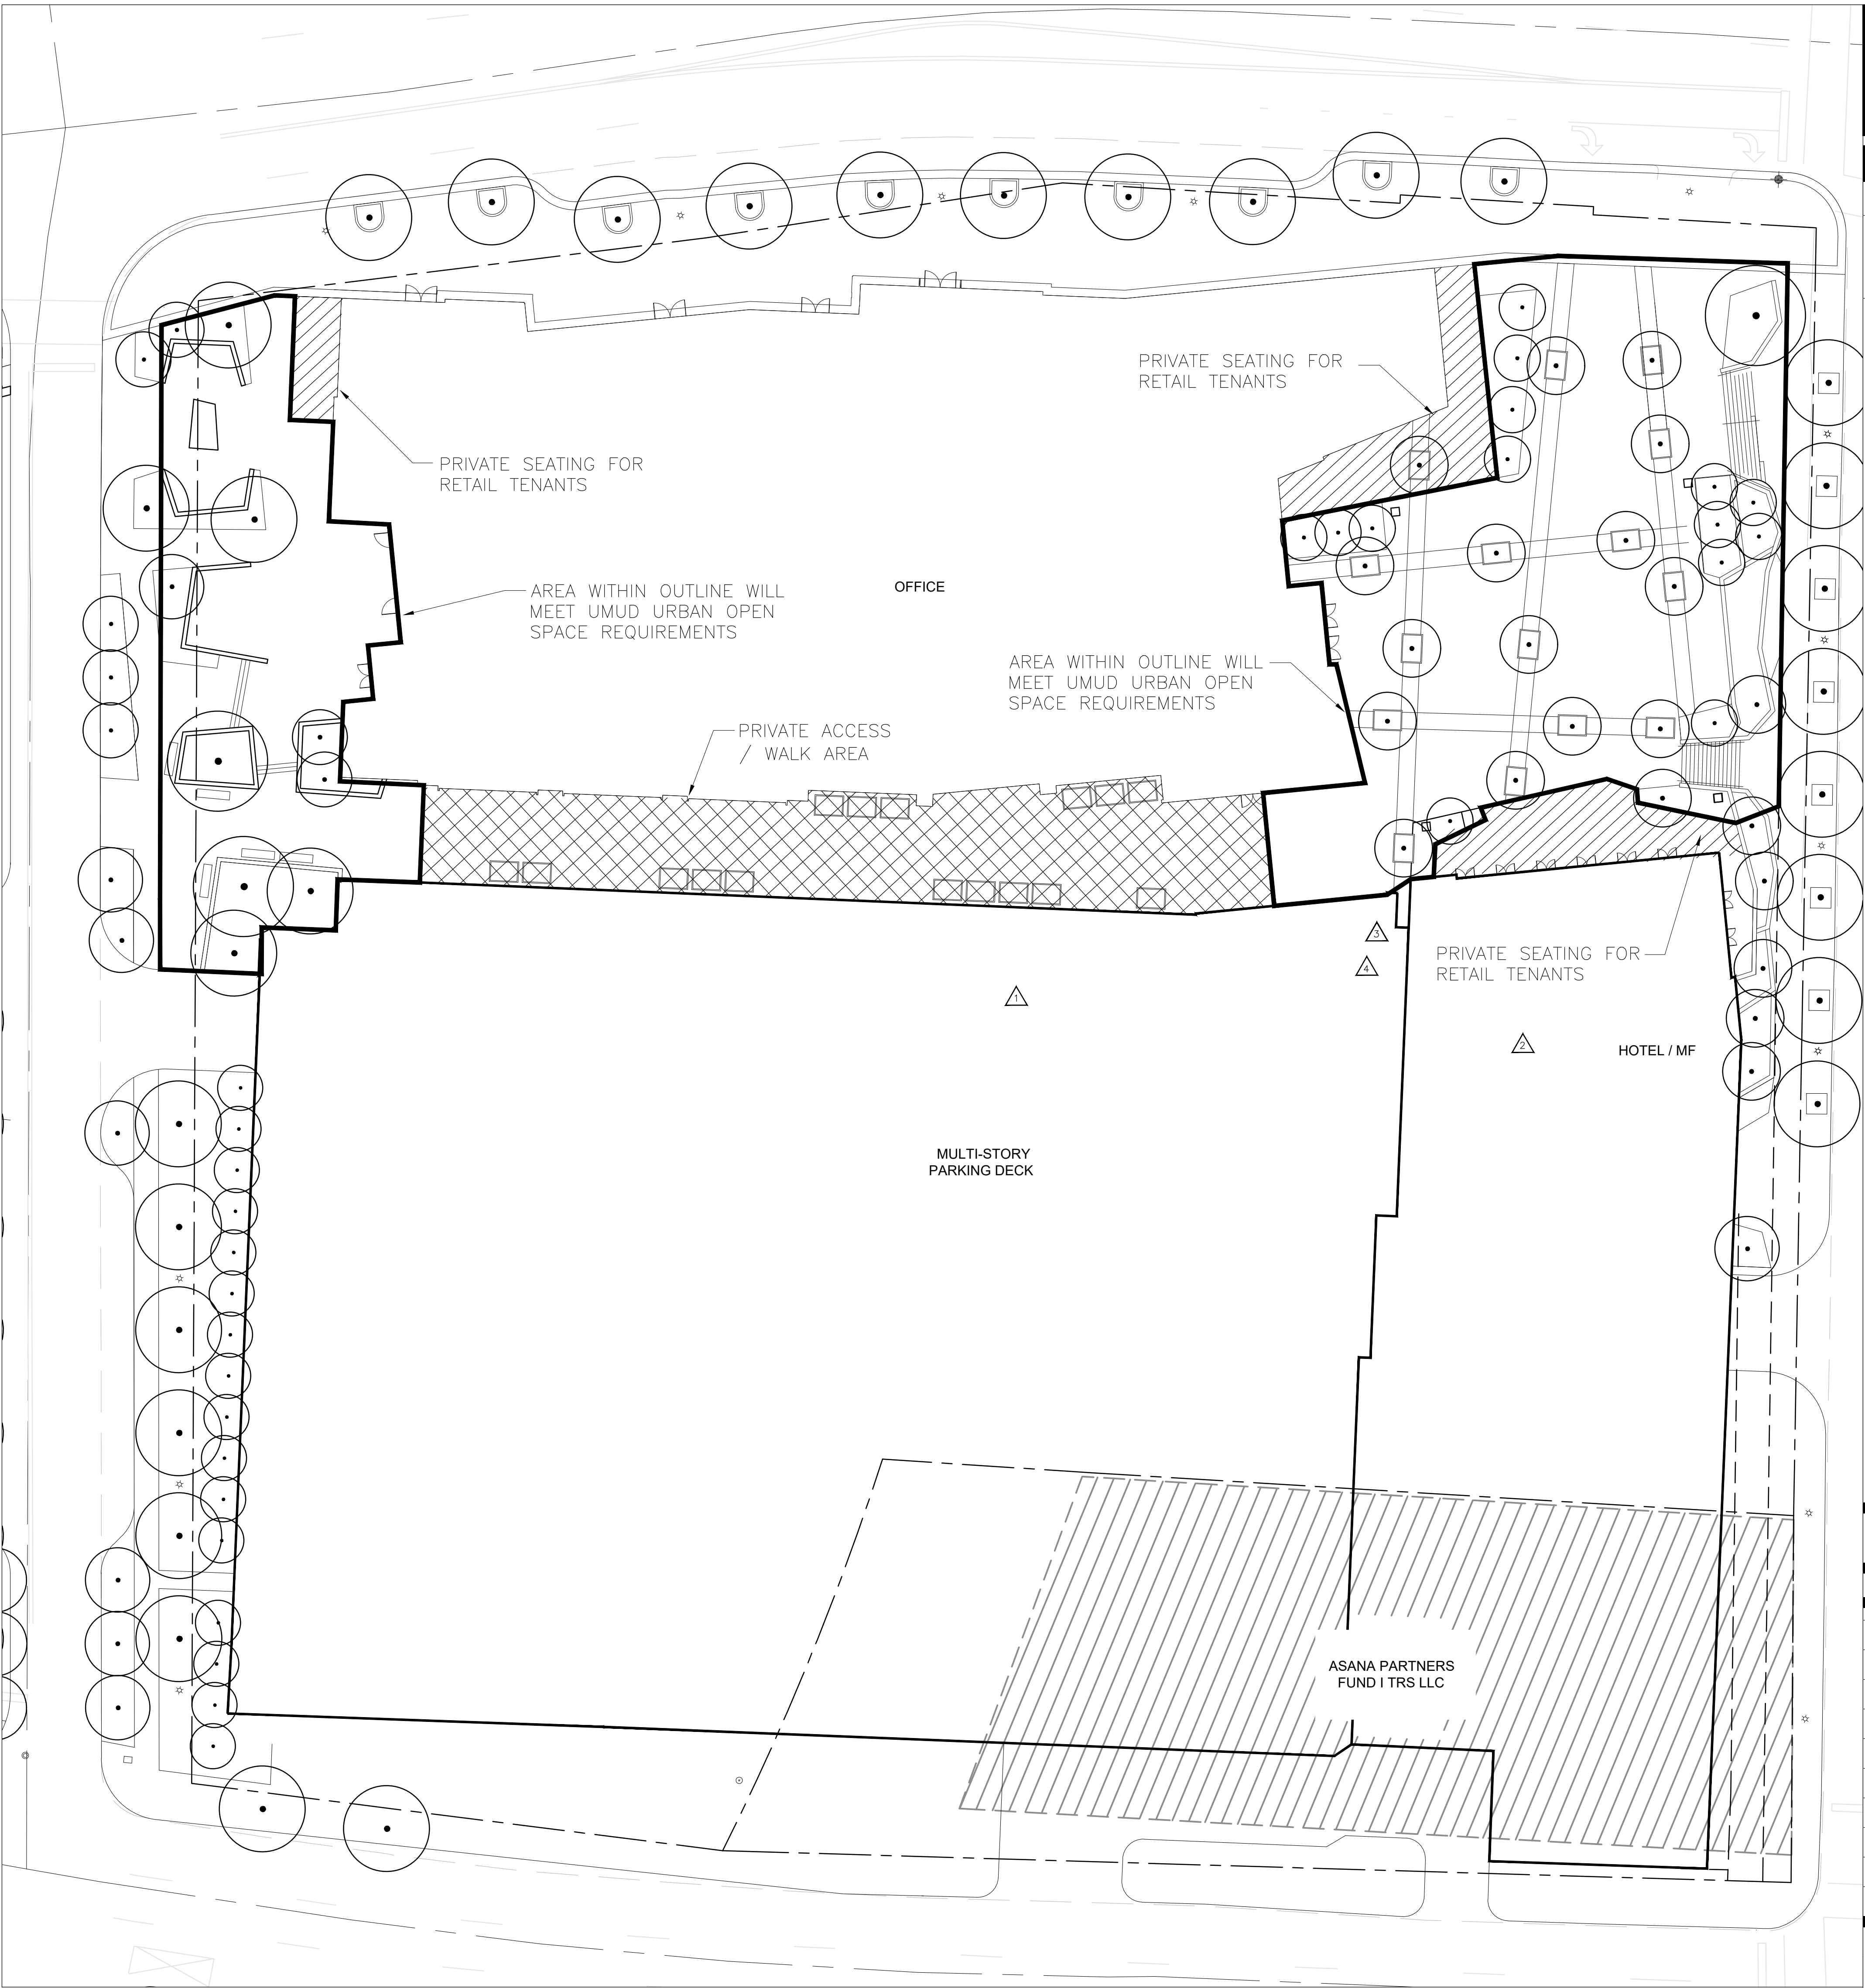 PRIVATE SEATING FOR
RETAIL TENANTS
PRIVATE SEATING FOR
RETAIL TENANTS
AREA WITHIN OUTLINE WILL
MEET UMUD URBAN OPEN
SPACE REQUIREMENTS
OFFICE
AREA WITHIN OUTLINE WILL
MEET UMUD URBAN OPEN
SPACE REQUIREMENTS
PRIVATE ACCESS
/ WALK AREA
3
4
1
2
PRIVATE SEATING FOR
RETAIL TENANTS
HOTEL / MF
MULTI-STORY
PARKING DECK
ASANA PARTNERS
FUND I TRS LLC